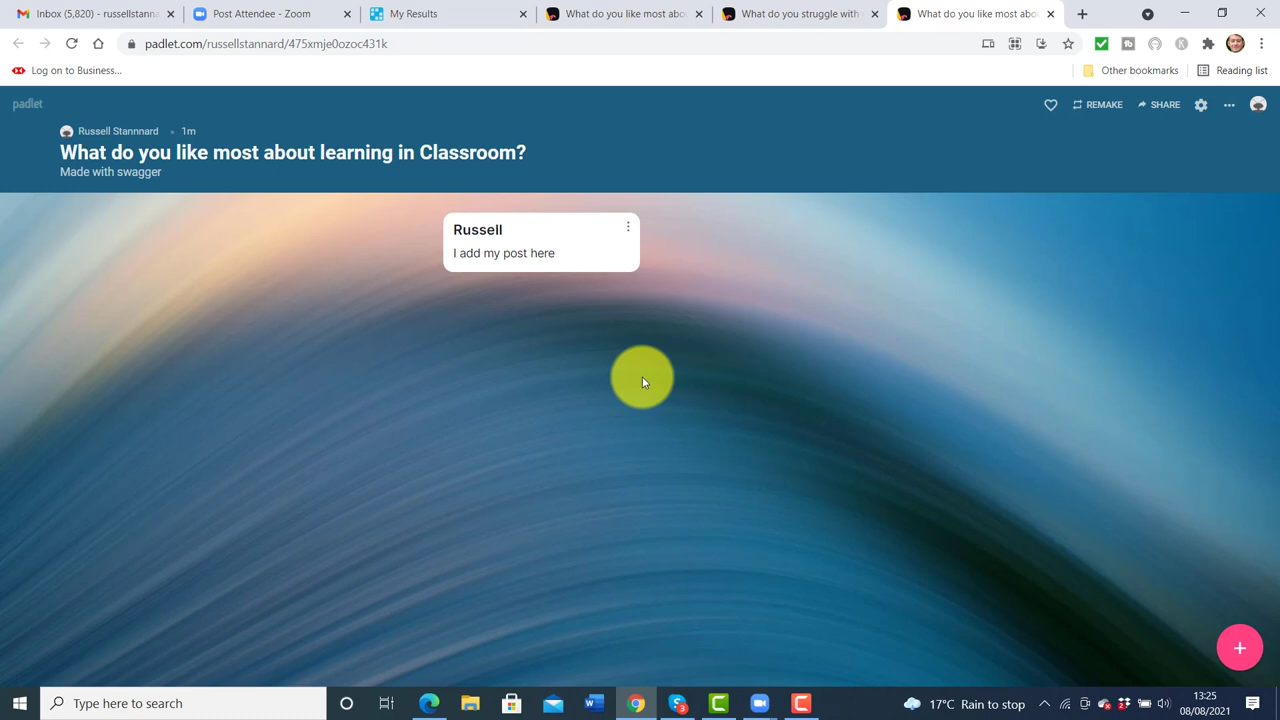 Inbox (5,820) - russellstanna
Post Attendee - Zoom
My Results
What do you like most abou
What do you struggle with
What do you like most abo
padlet.com/russellstannard/475xmje0ozoc431k
Log on to Business...
Other bookmarks
Reading list
padlet
REMAKE
SHARE
Russell Stannnard • 1m
What do you like most about learning in Classroom?
Made with swagger
Russell
I add my post here
Type here to search
17°C Rain to stop
13:25
08/08/2021